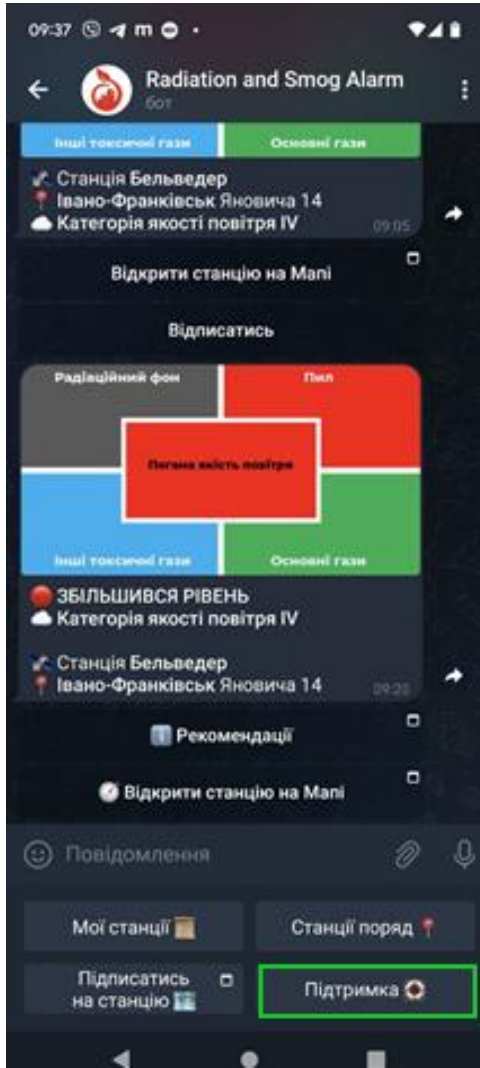 09:37
Radiation and Smog Alarm
бот
Інші токсичні гази
Основні гази
Станція Бельведер
Івано-Франківськ Яновича 14
Категорія якості повітря IV
09:05
Відкрити станцію на Мапі
Відписатись
Радіаційний фон
Пил
Погана якість повітря
Інші токсичні гази
Основні гази
ЗБІЛЬШИВСЯ РІВЕНЬ
Категорія якості повітря IV
Станція Бельведер
Івано-Франківськ Яновича 14
09:20
Рекомендації
Відкрити станцію на Мапі
Повідомлення
Мої станції
Станції поряд
Підписатись
на станцію
Підтримка